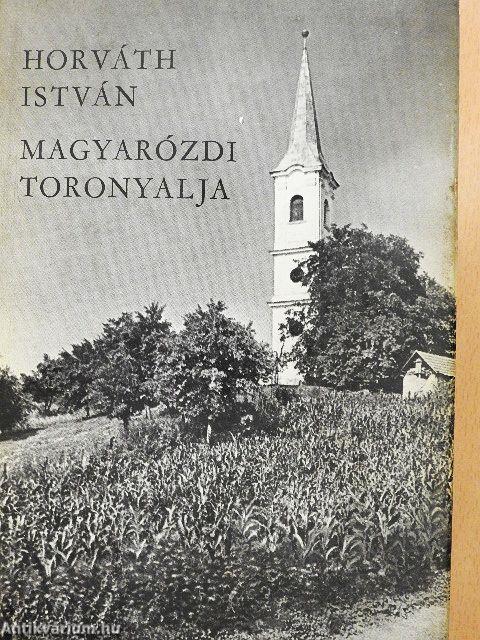 HORVÁTH
ISTVÁN
MAGYARÓZDI
TORONYALJA
Antikvarium.hu